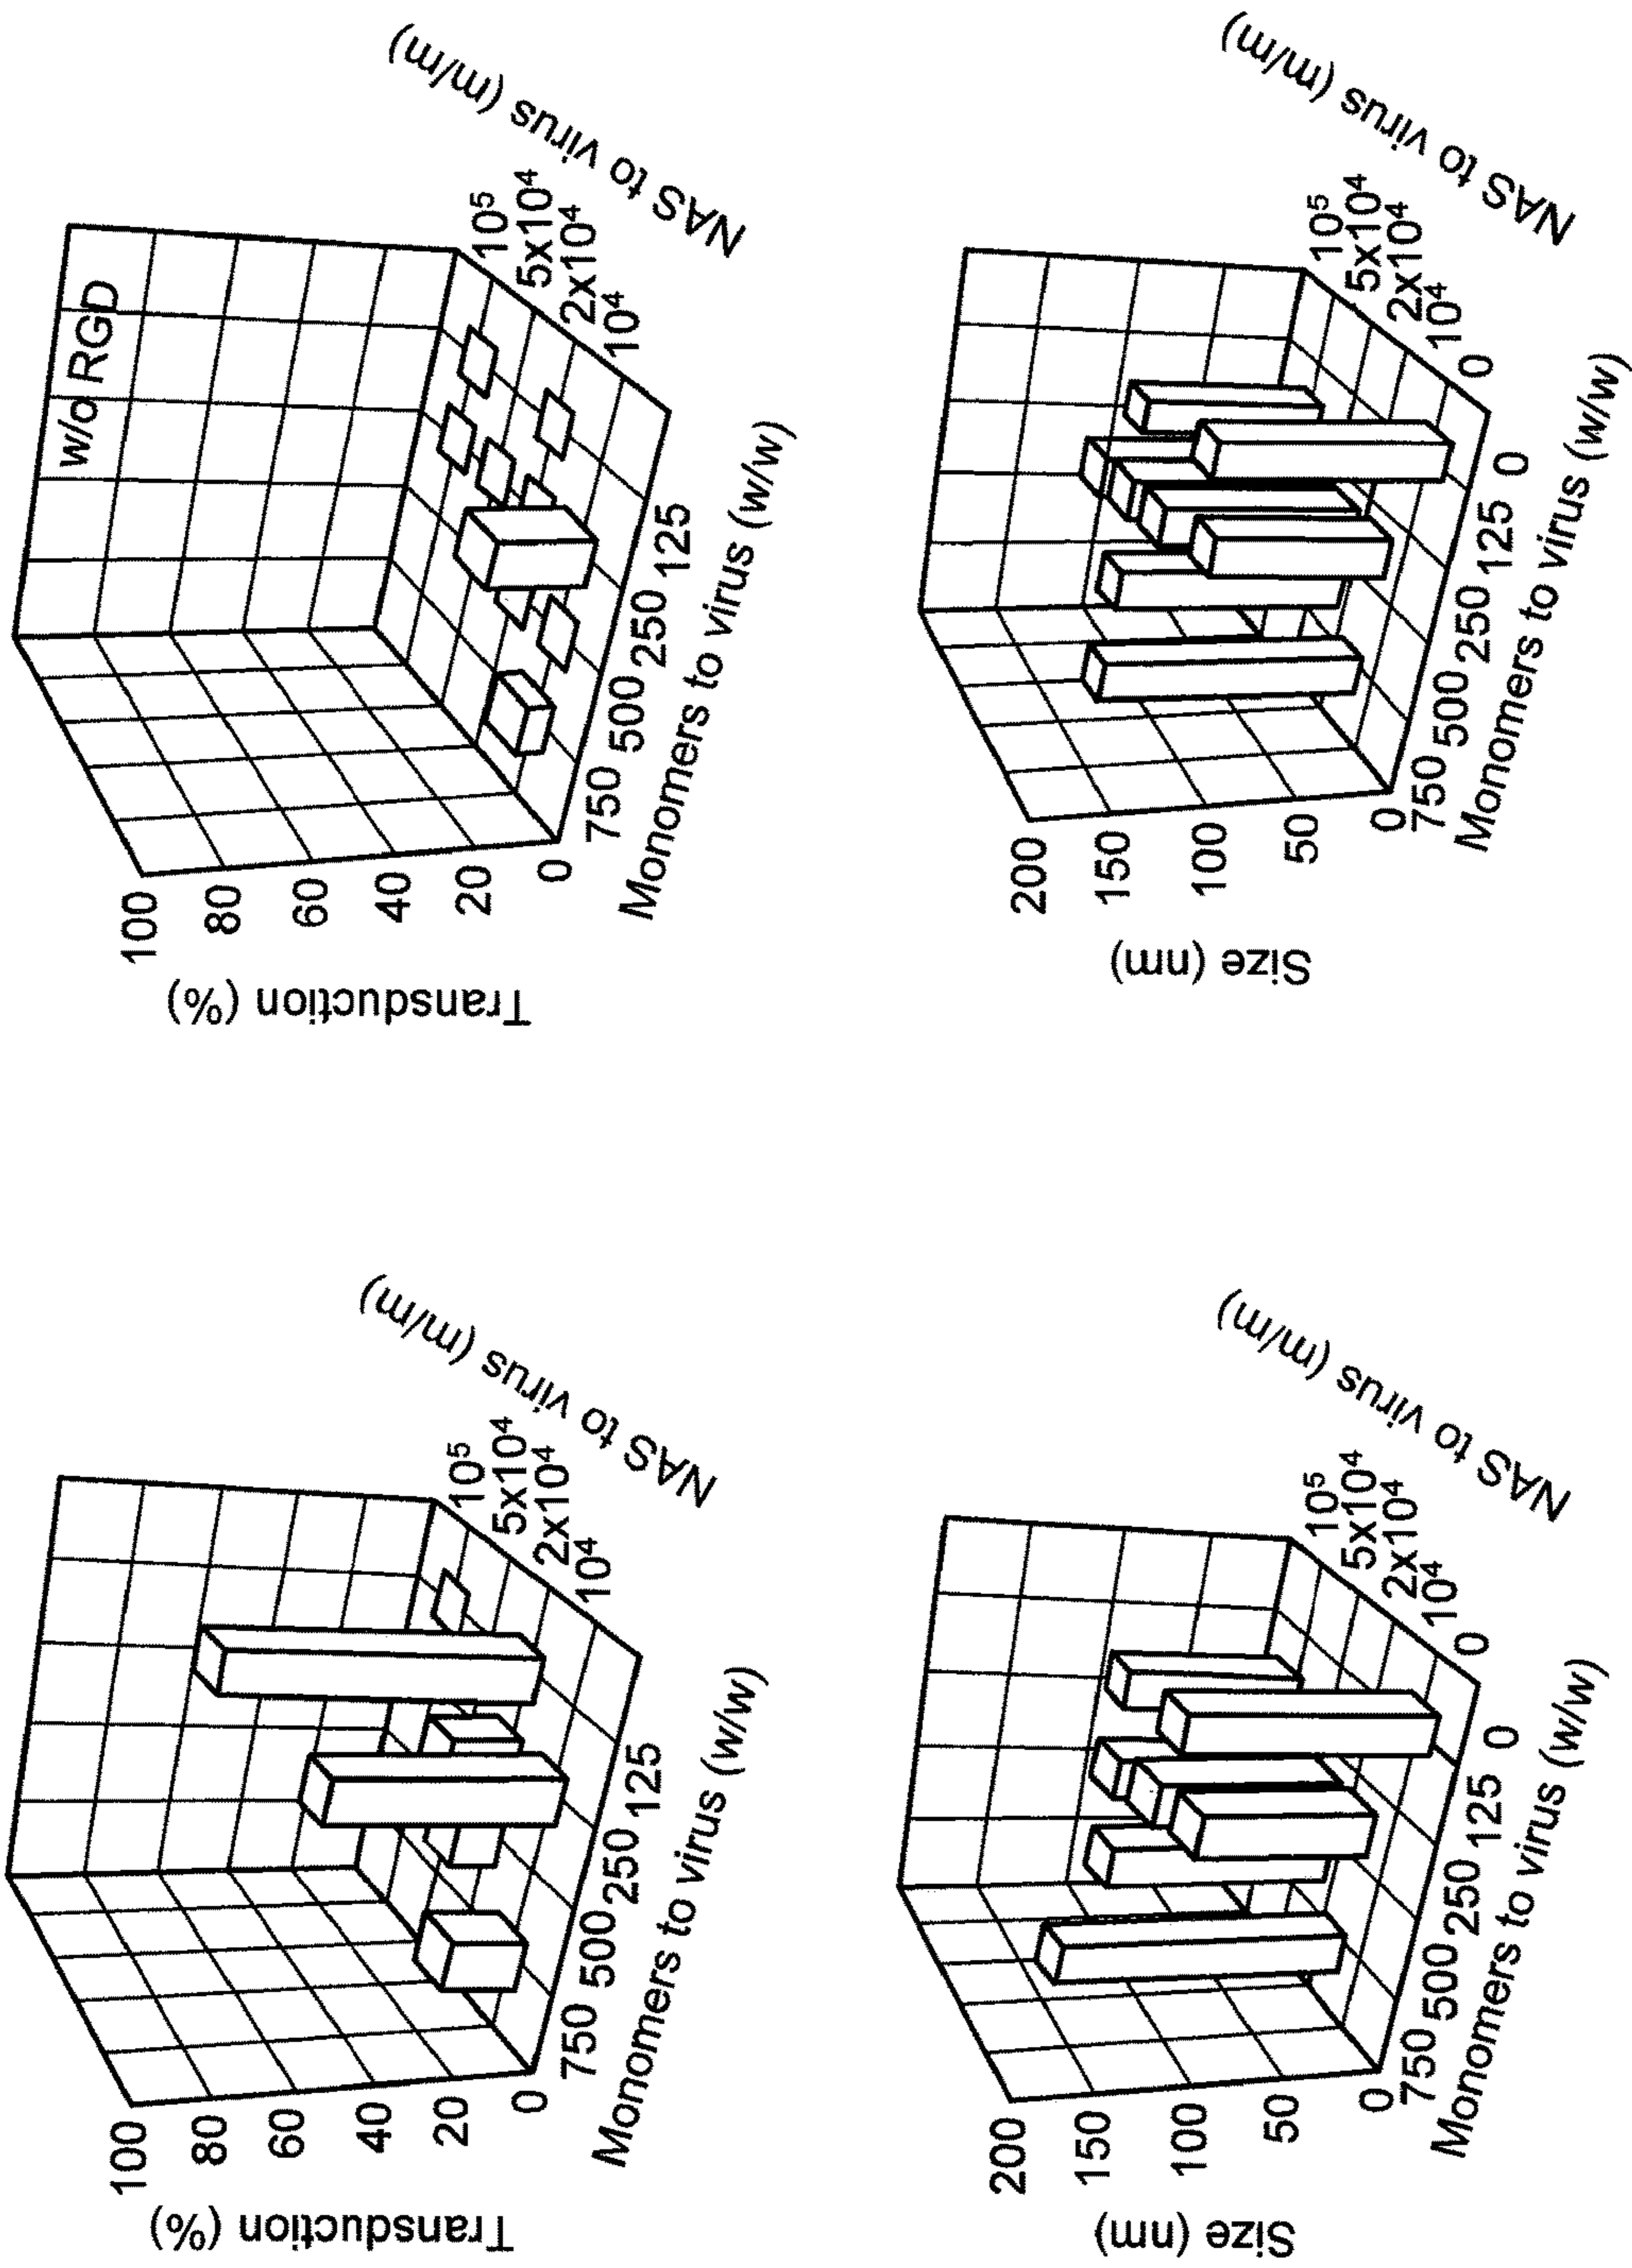 Transduction (%)
100
80
60
40
20
0
750
500
250
125
Monomers to virus (w/w)
10⁵
5x10⁴
2x10⁴
10⁴
NAS to virus (m/m)
w/o RGD
Transduction (%)
100
80
60
40
20
0
750
500
250
125
Monomers to virus (w/w)
10⁵
5x10⁴
2x10⁴
10⁴
NAS to virus (m/m)
Size (nm)
200
150
100
50
0
750
500
250
125
0
Monomers to virus (w/w)
10⁵
5x10⁴
2x10⁴
10⁴
0
NAS to virus (m/m)
Size (nm)
200
150
100
50
0
750
500
250
125
0
Monomers to virus (w/w)
10⁵
5x10⁴
2x10⁴
10⁴
0
NAS to virus (m/m)